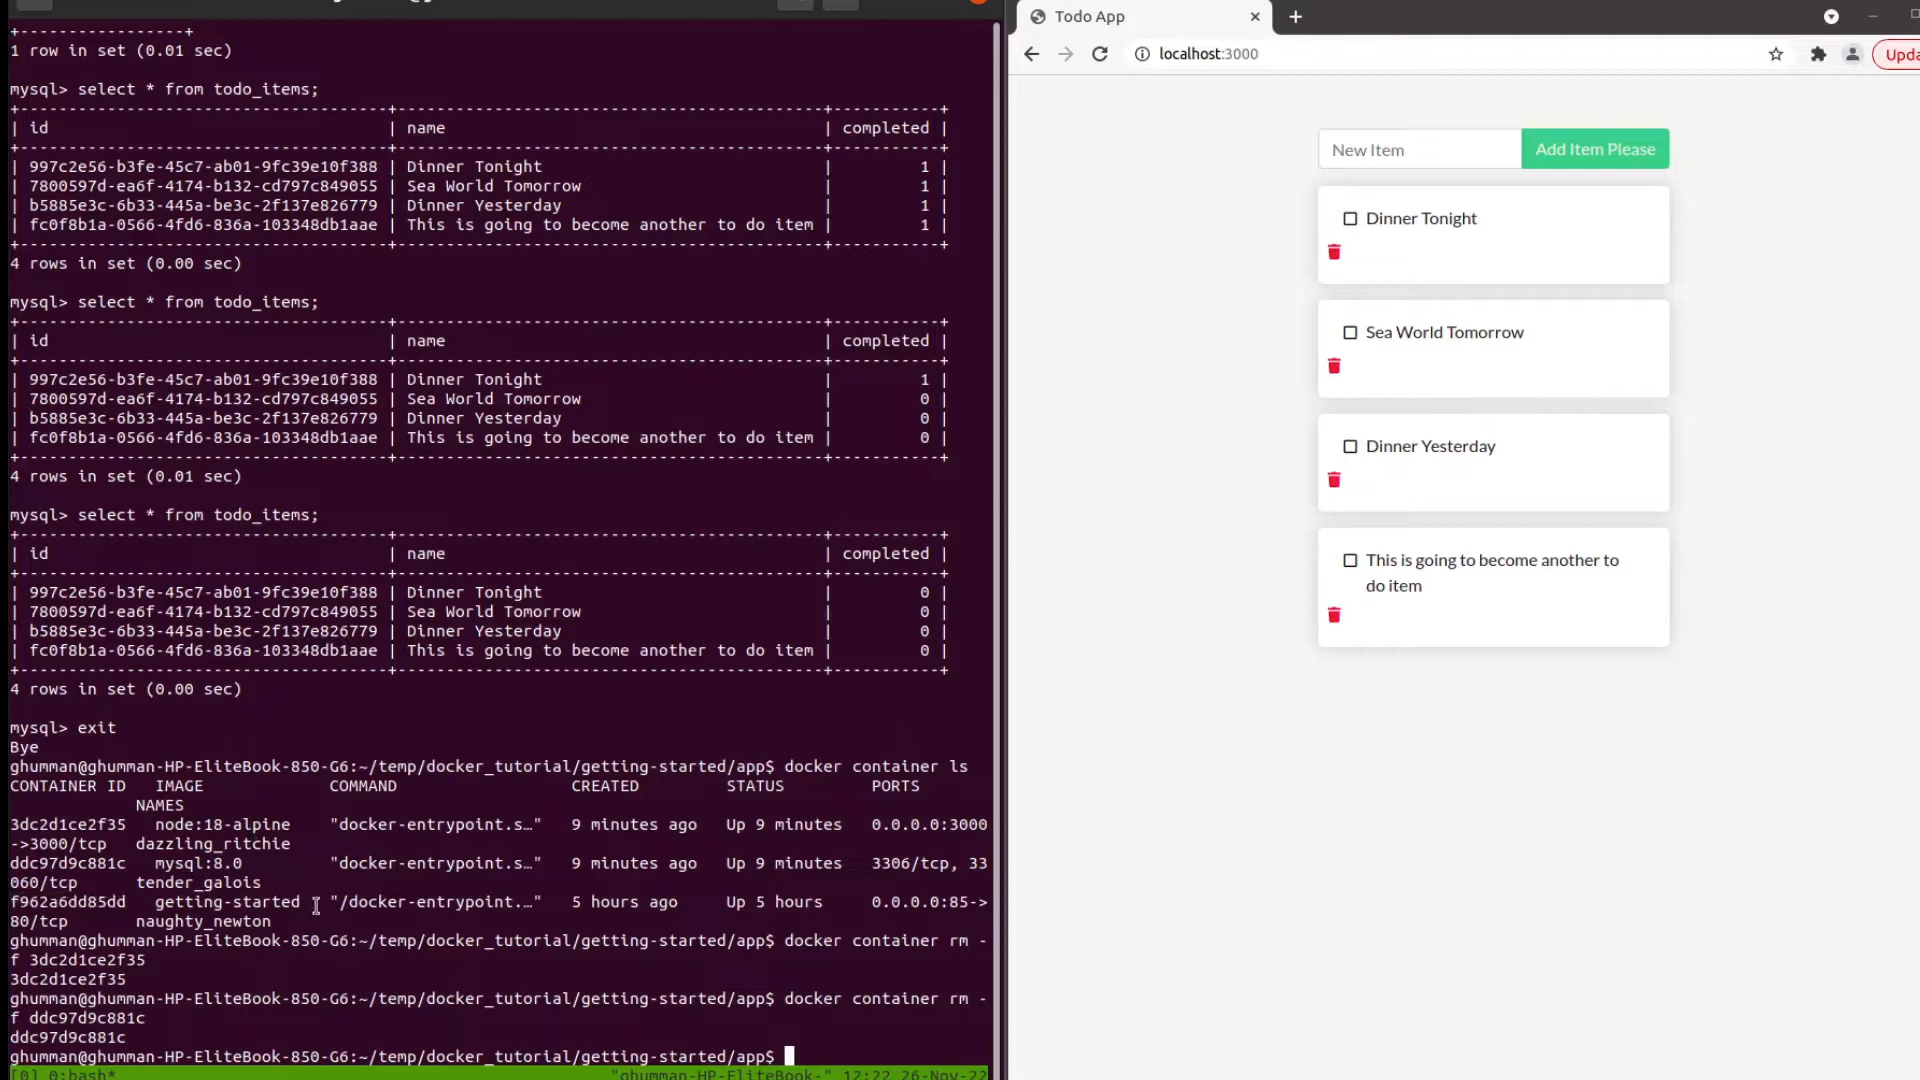 +-----------------+
1 row in set (0.01 sec)
mysql> select * from todo_items;
+--------------------------------------+--------------------------------------------+-----------+
| id                                   | name                                       | completed |
+--------------------------------------+--------------------------------------------+-----------+
| 997c2e56-b3fe-45c7-ab01-9fc39e10f388 | Dinner Tonight                             |         1 |
| 7800597d-ea6f-4174-b132-cd797c849055 | Sea World Tomorrow                         |         1 |
| b5885e3c-6b33-445a-be3c-2f137e826779 | Dinner Yesterday                           |         1 |
| fc0f8b1a-0566-4fd6-836a-103348db1aae | This is going to become another to do item |         1 |
+--------------------------------------+--------------------------------------------+-----------+
4 rows in set (0.00 sec)
mysql> select * from todo_items;
+--------------------------------------+--------------------------------------------+-----------+
| id                                   | name                                       | completed |
+--------------------------------------+--------------------------------------------+-----------+
| 997c2e56-b3fe-45c7-ab01-9fc39e10f388 | Dinner Tonight                             |         1 |
| 7800597d-ea6f-4174-b132-cd797c849055 | Sea World Tomorrow                         |         0 |
| b5885e3c-6b33-445a-be3c-2f137e826779 | Dinner Yesterday                           |         0 |
| fc0f8b1a-0566-4fd6-836a-103348db1aae | This is going to become another to do item |         0 |
+--------------------------------------+--------------------------------------------+-----------+
4 rows in set (0.01 sec)
mysql> select * from todo_items;
+--------------------------------------+--------------------------------------------+-----------+
| id                                   | name                                       | completed |
+--------------------------------------+--------------------------------------------+-----------+
| 997c2e56-b3fe-45c7-ab01-9fc39e10f388 | Dinner Tonight                             |         0 |
| 7800597d-ea6f-4174-b132-cd797c849055 | Sea World Tomorrow                         |         0 |
| b5885e3c-6b33-445a-be3c-2f137e826779 | Dinner Yesterday                           |         0 |
| fc0f8b1a-0566-4fd6-836a-103348db1aae | This is going to become another to do item |         0 |
+--------------------------------------+--------------------------------------------+-----------+
4 rows in set (0.00 sec)
mysql> exit
Bye
ghumman@ghumman-HP-EliteBook-850-G6:~/temp/docker_tutorial/getting-started/app$ docker container ls
CONTAINER ID   IMAGE             COMMAND                  CREATED         STATUS         PORTS
             NAMES
3dc2d1ce2f35   node:18-alpine    "docker-entrypoint.s…"   9 minutes ago   Up 9 minutes   0.0.0.0:3000
->3000/tcp   dazzling_ritchie
ddc97d9c881c   mysql:8.0         "docker-entrypoint.s…"   9 minutes ago   Up 9 minutes   3306/tcp, 33
060/tcp      tender_galois
f962a6dd85dd   getting-started   "/docker-entrypoint.…"   5 hours ago     Up 5 hours     0.0.0.0:85->
80/tcp       naughty_newton
ghumman@ghumman-HP-EliteBook-850-G6:~/temp/docker_tutorial/getting-started/app$ docker container rm -
f 3dc2d1ce2f35
3dc2d1ce2f35
ghumman@ghumman-HP-EliteBook-850-G6:~/temp/docker_tutorial/getting-started/app$ docker container rm -
f ddc97d9c881c
ddc97d9c881c
ghumman@ghumman-HP-EliteBook-850-G6:~/temp/docker_tutorial/getting-started/app$
[0] 0:bash* "ghumman-HP-EliteBook-" 12:22 26-Nov-22
Todo App
localhost:3000
Upda
New Item
Add Item Please
Dinner Tonight
Sea World Tomorrow
Dinner Yesterday
This is going to become another to
do item